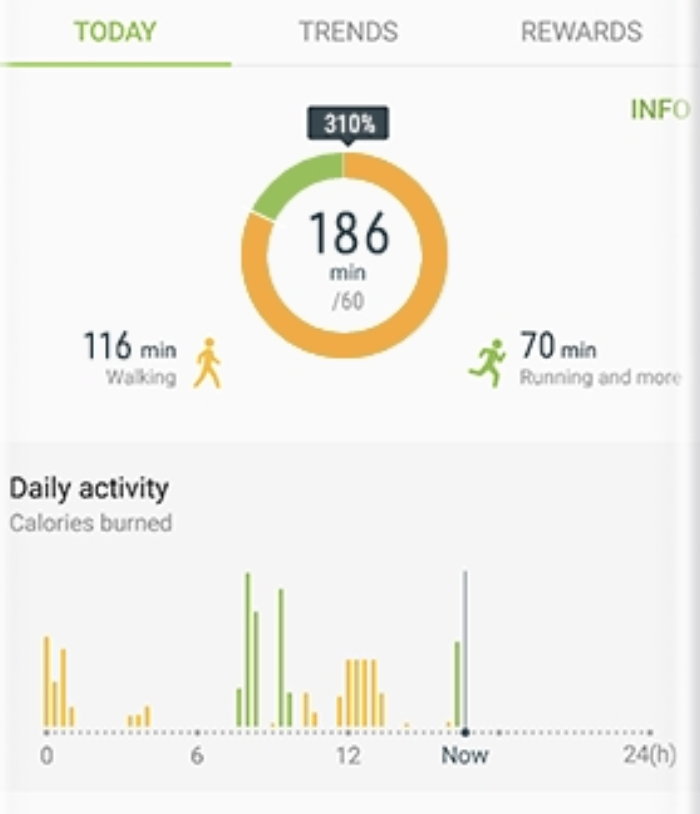 TODAY TRENDS REWARDS
INFO
310%
186
min
/60
116 min
Walking
70 min
Running and more
Daily activity
Calories burned
0 6 12 Now 24(h)